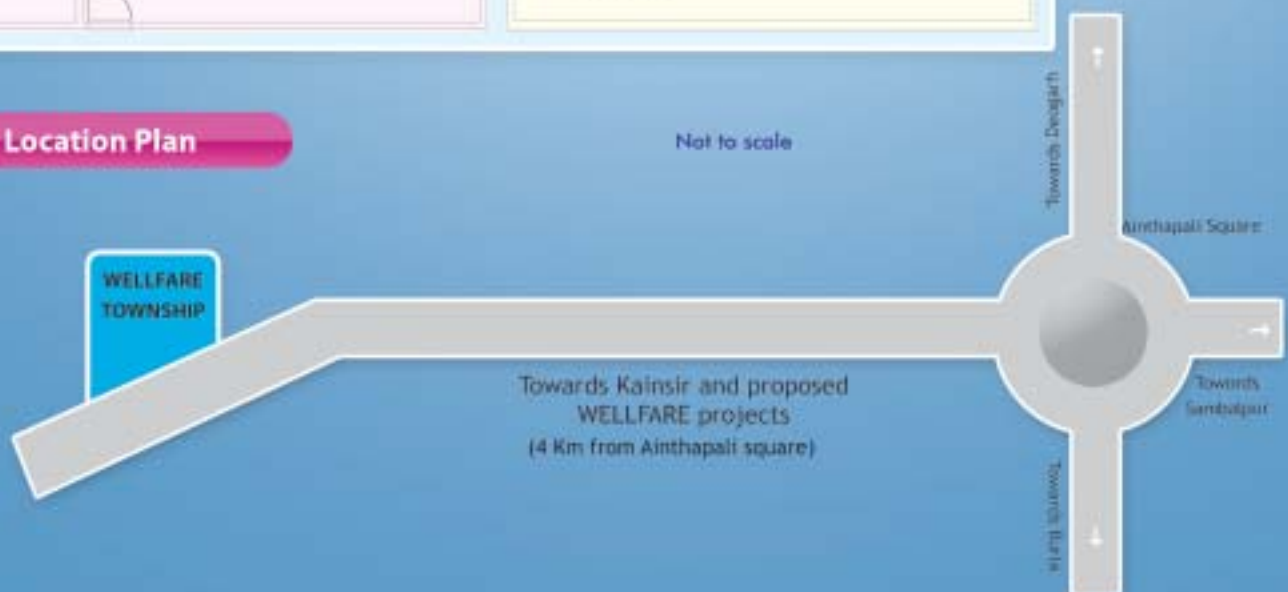 Location Plan
Not to scale
Towards Deogarh
Ainthapali Square
WELLFARE
TOWNSHIP
Towards Kainsir and proposed
WELLFARE projects
(4 Km from Ainthapali square)
Towards
Sambalpur
Towards Burla